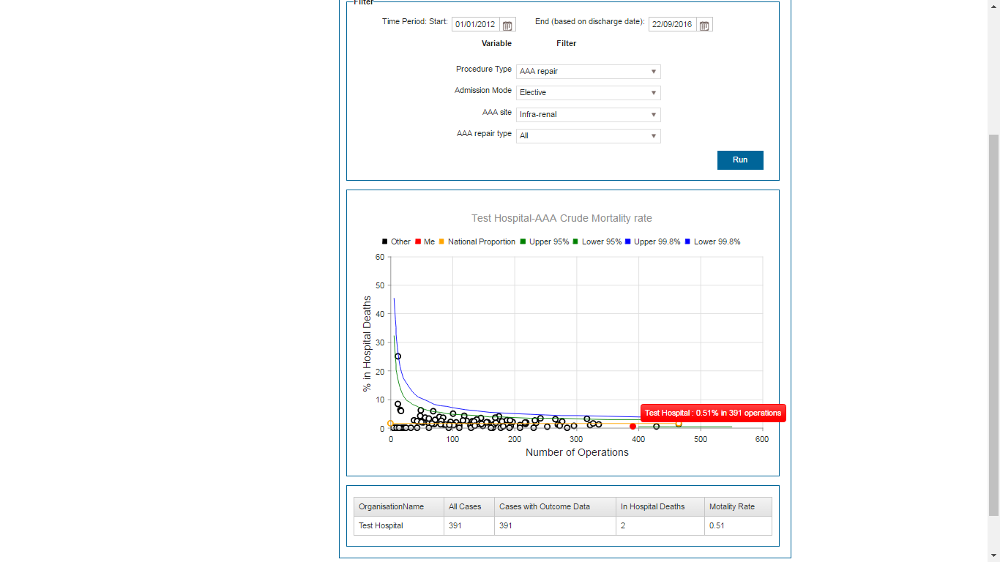 Filter
Time Period: Start: 01/01/2012 End (based on discharge date): 22/09/2016
Variable Filter
Procedure Type AAA repair
Admission Mode Elective
AAA site Infra-renal
AAA repair type All
Run
Test Hospital-AAA Crude Mortality rate
Other Me National Proportion Upper 95% Lower 95% Upper 99.8% Lower 99.8%
60
50
40
30
20
10
0
% in Hospital Deaths
Test Hospital : 0.51% in 391 operations
0 100 200 300 400 500 600
Number of Operations
OrganisationName All Cases Cases with Outcome Data In Hospital Deaths Motality Rate
Test Hospital 391 391 2 0.51